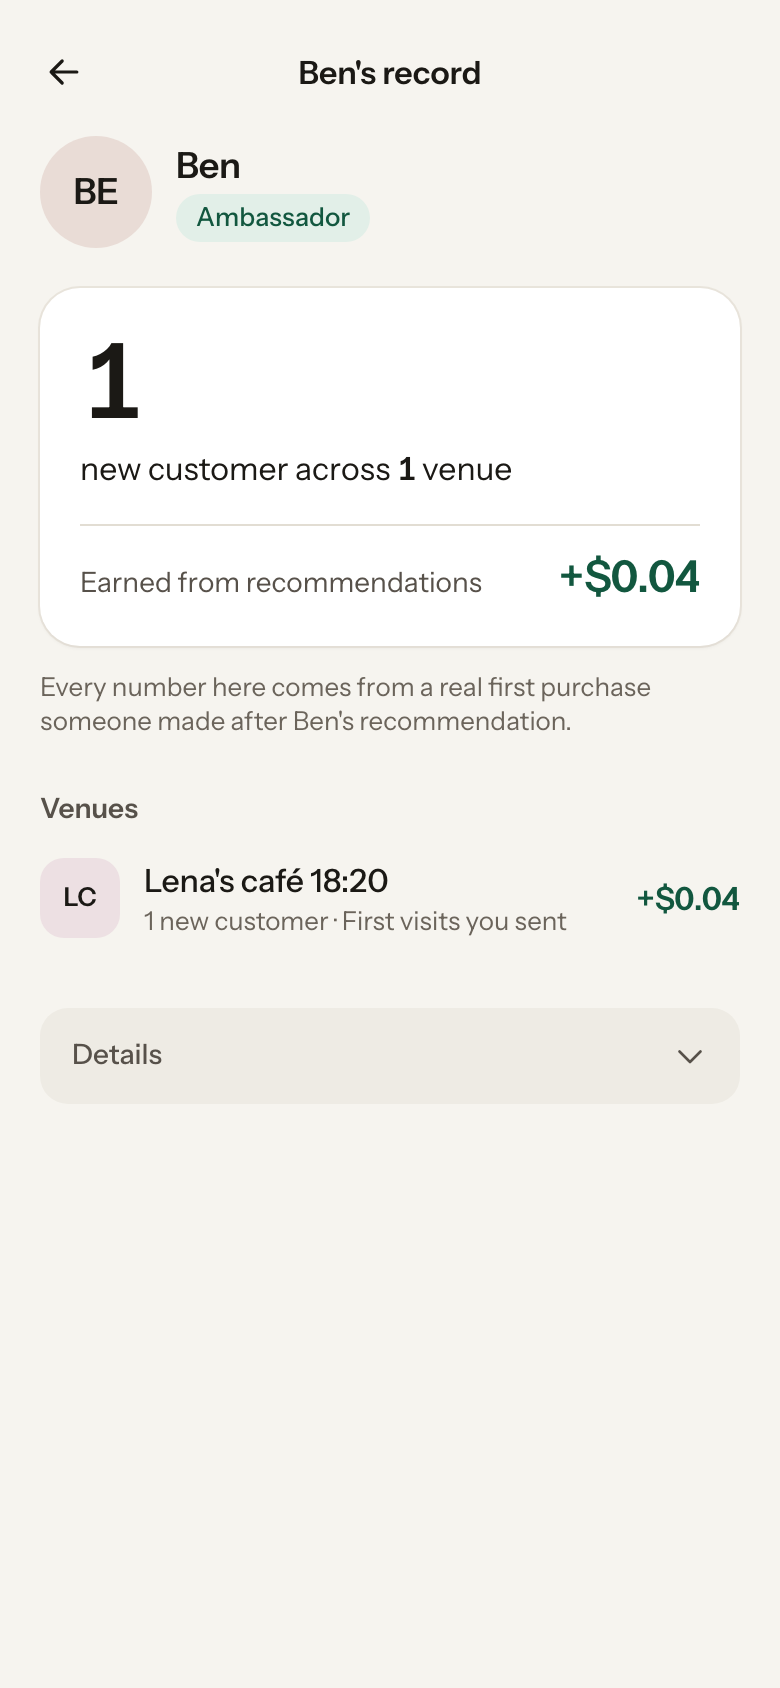 Ben's record
BE
Ben
Ambassador
1
new customer across 1 venue
Earned from recommendations
+$0.04
Every number here comes from a real first purchase
someone made after Ben's recommendation.
Venues
LC
Lena's café 18:20
1 new customer · First visits you sent
+$0.04
Details